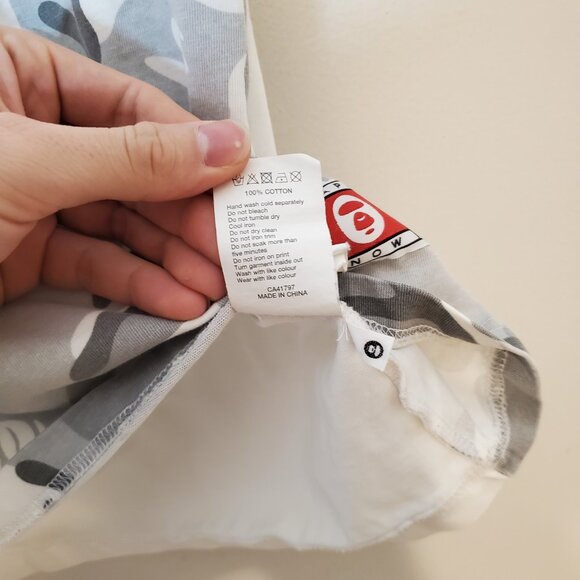 100% COTTON
Hand wash cold separately
Do not bleach
Do not tumble dry
Cool iron
Do not dry clean
Do not iron trim
Do not soak more than
five minutes
Do not iron on print
Turn garment inside out
Wash with like colour
Wear with like colour
CA41797
MADE IN CHINA
NOW